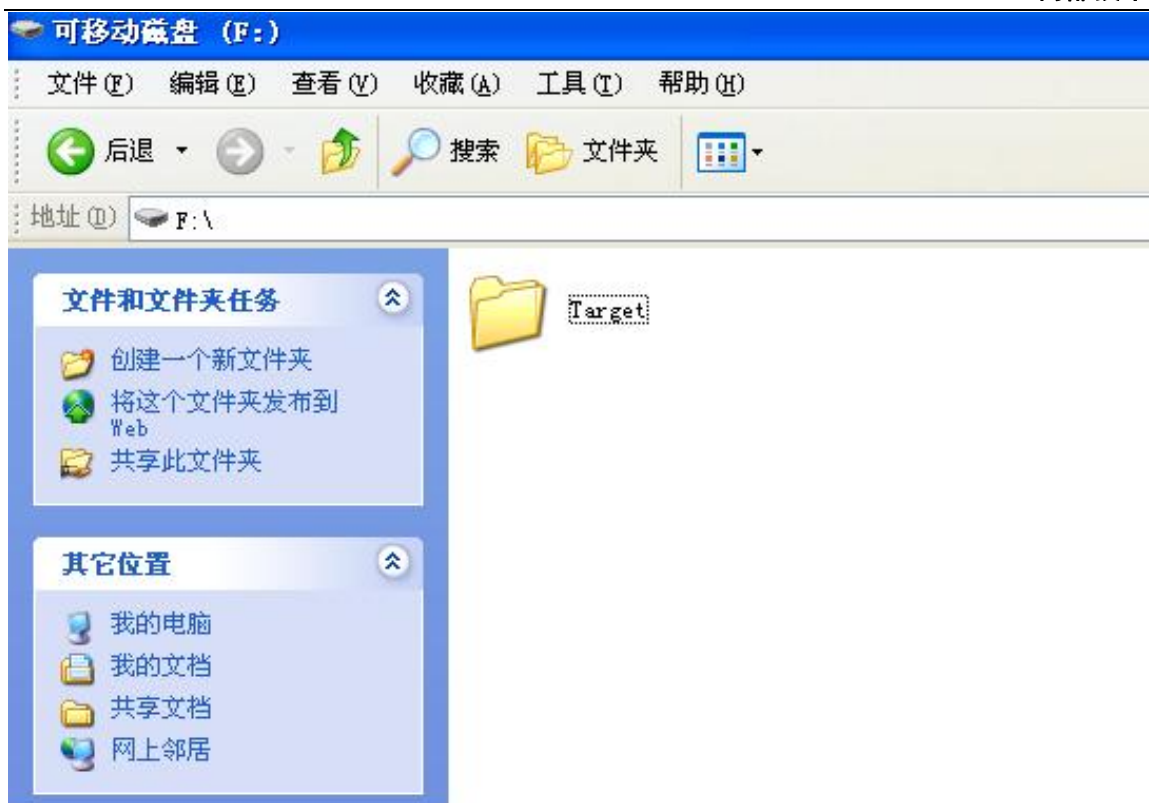 可移动磁盘 (F:)
文件(F) 编辑(E) 查看(V) 收藏(A) 工具(T) 帮助(H)
后退 搜索 文件夹
地址(D) F:\
文件和文件夹任务
Target
创建一个新文件夹
将这个文件夹发布到
Web
共享此文件夹
其它位置
我的电脑
我的文档
共享文档
网上邻居